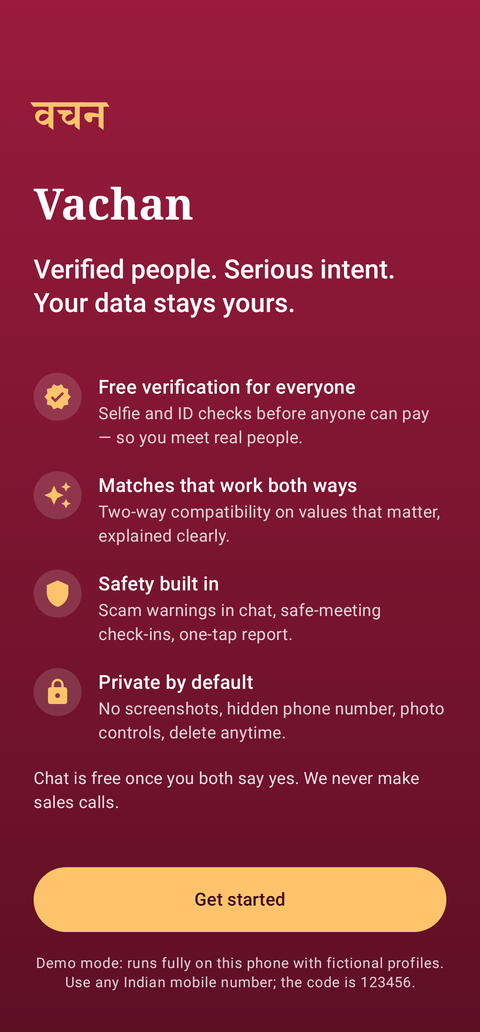 वचन
Vachan
Verified people. Serious intent.
Your data stays yours.
Free verification for everyone
Selfie and ID checks before anyone can pay
— so you meet real people.
Matches that work both ways
Two-way compatibility on values that matter,
explained clearly.
Safety built in
Scam warnings in chat, safe-meeting
check-ins, one-tap report.
Private by default
No screenshots, hidden phone number, photo
controls, delete anytime.
Chat is free once you both say yes. We never make
sales calls.
Get started
Demo mode: runs fully on this phone with fictional profiles.
Use any Indian mobile number; the code is 123456.